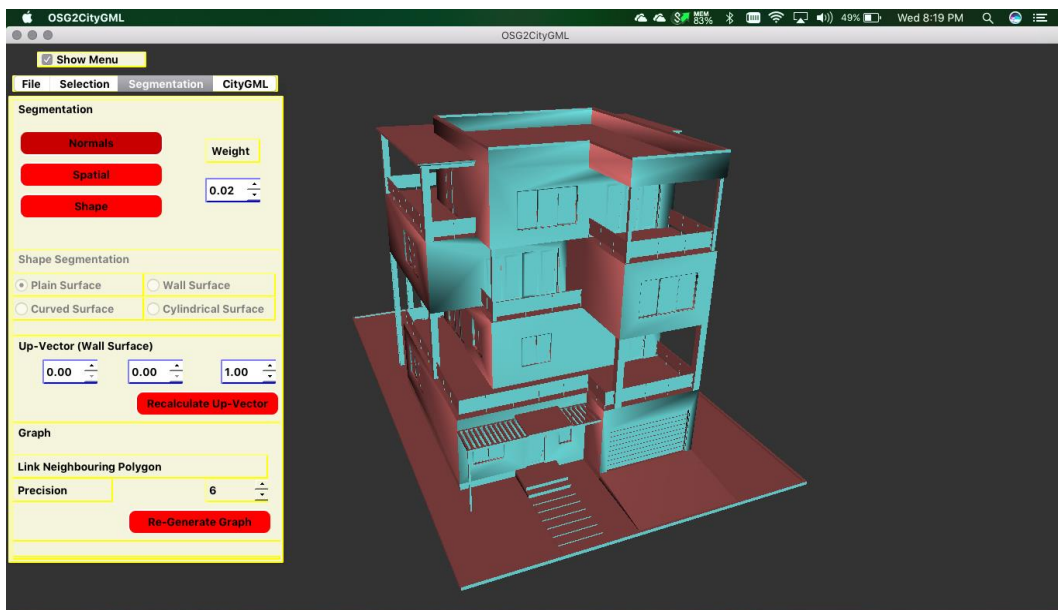 OSG2CityGML MEM 83% 49% Wed 8:19 PM
OSG2CityGML
Show Menu
File Selection Segmentation CityGML
Segmentation
Normals
Weight
Spatial
0.02
Shape
Shape Segmentation
Plain Surface Wall Surface
Curved Surface Cylindrical Surface
Up-Vector (Wall Surface)
0.00 0.00 1.00
Recalculate Up-Vector
Graph
Link Neighbouring Polygon
Precision 6
Re-Generate Graph